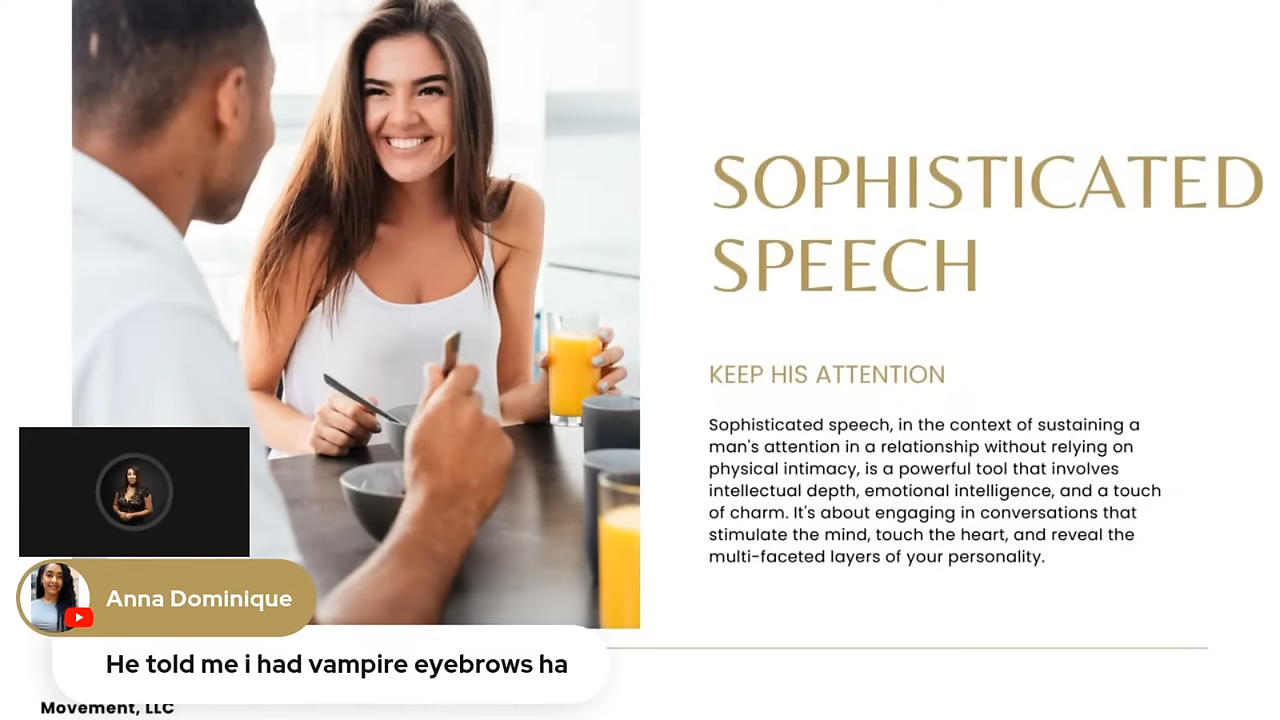 SOPHISTICATED
SPEECH
KEEP HIS ATTENTION
Sophisticated speech, in the context of sustaining a
man's attention in a relationship without relying on
physical intimacy, is a powerful tool that involves
intellectual depth, emotional intelligence, and a touch
of charm. It's about engaging in conversations that
stimulate the mind, touch the heart, and reveal the
multi-faceted layers of your personality.
Anna Dominique
He told me i had vampire eyebrows ha
Movement, LLC